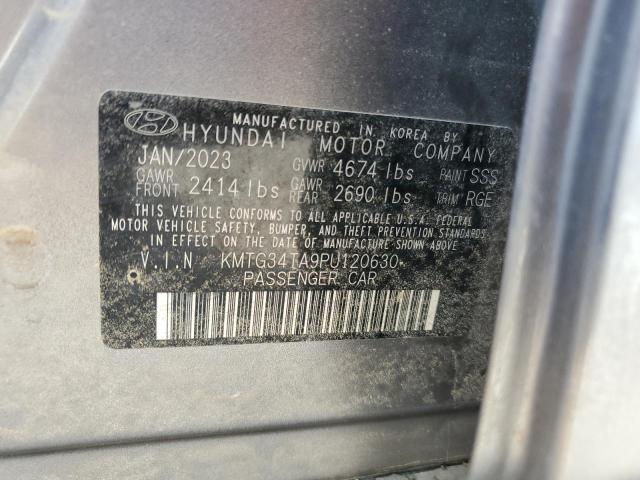 MANUFACTURED IN KOREA BY
HYUNDAI MOTOR COMPANY
JAN/2023 GVWR 4674 lbs PAINT SSS
GAWR FRONT 2414 lbs GAWR REAR 2690 lbs TRIM RGE
THIS VEHICLE CONFORMS TO ALL APPLICABLE U.S.A. FEDERAL
MOTOR VEHICLE SAFETY, BUMPER, AND THEFT PREVENTION STANDARDS
IN EFFECT ON THE DATE OF MANUFACTURE SHOWN ABOVE.
V.I.N KMTG34TA9PU120630
PASSENGER CAR